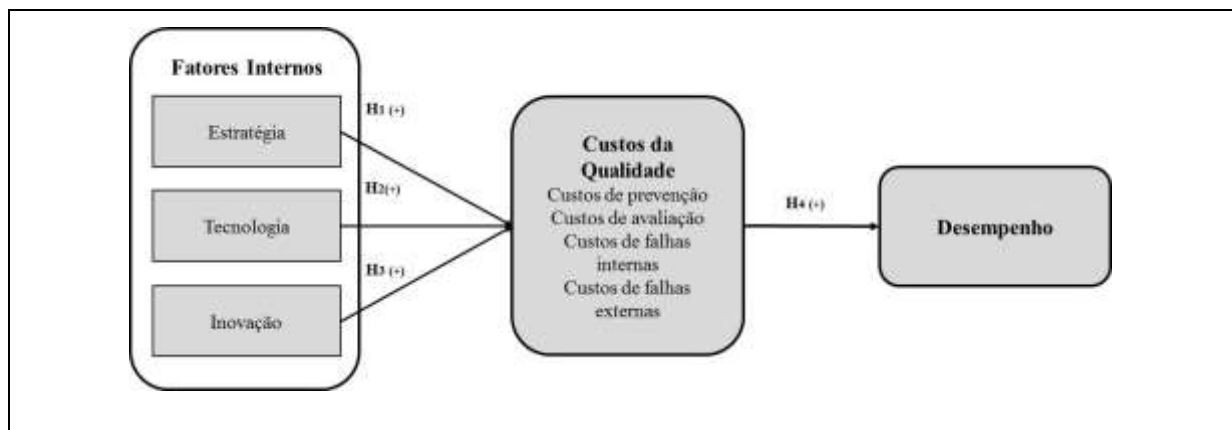 Fatores Internos
Estratégia
Tecnologia
Inovação
H1 (+)
H2(+)
H3 (+)
Custos da
Qualidade
Custos de prevenção
Custos de avaliação
Custos de falhas
internas
Custos de falhas
externas
H4 (+)
Desempenho